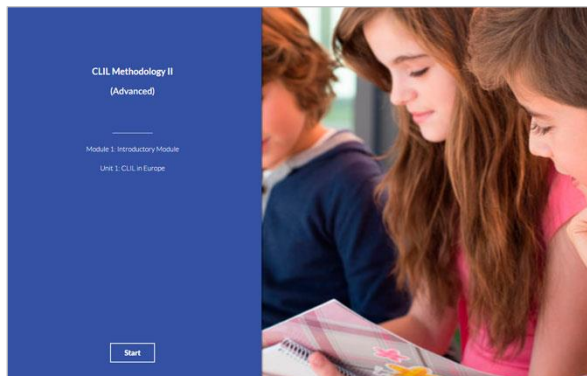 CLIL Methodology II
(Advanced)
Module 1: Introductory Module
Unit 1: CLIL in Europe
Start